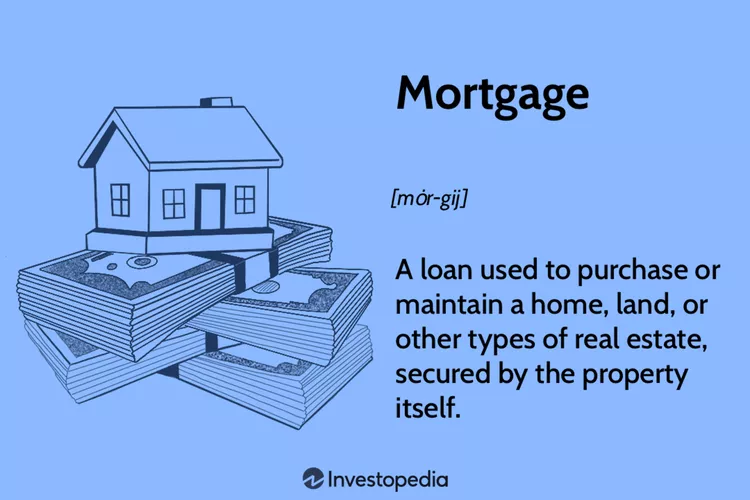 Mortgage
[mȯr-gij]
A loan used to purchase or
maintain a home, land, or
other types of real estate,
secured by the property
itself.
Investopedia